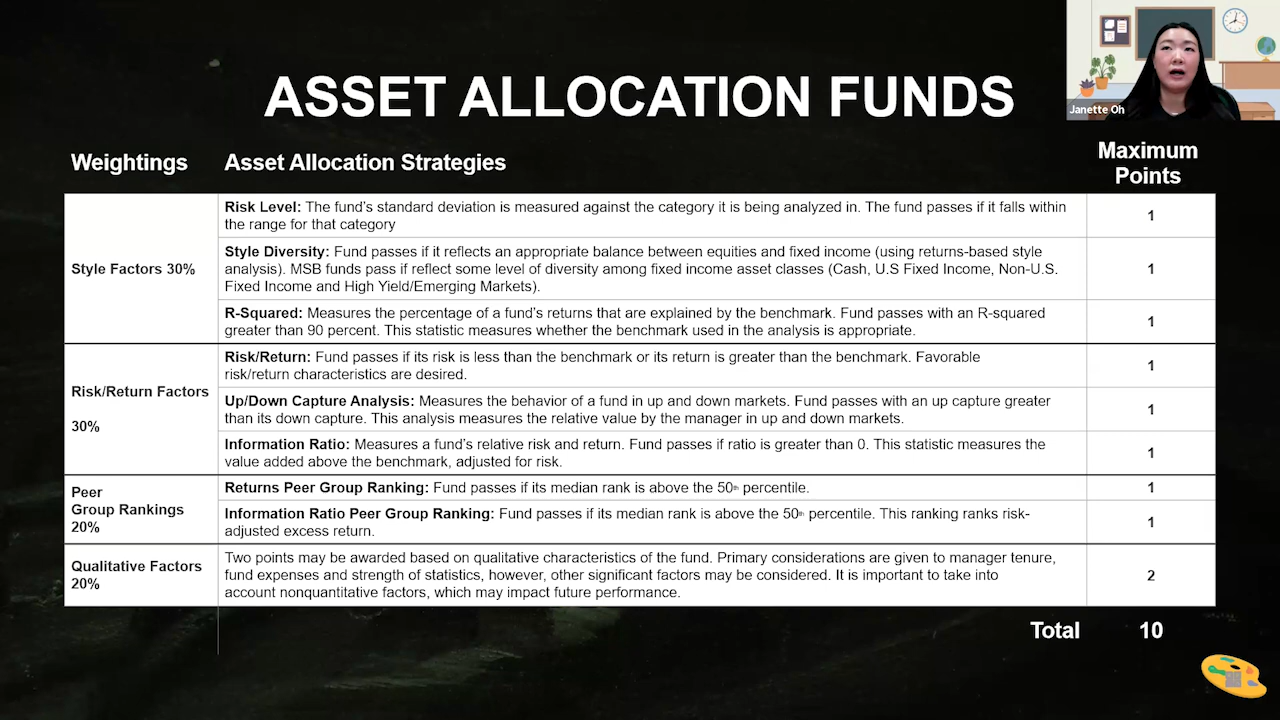 Janette Oh
ASSET ALLOCATION FUNDS
Weightings
Asset Allocation Strategies
Maximum
Points
Style Factors 30%
Risk Level: The fund's standard deviation is measured against the category it is being analyzed in. The fund passes if it falls within
the range for that category
1
Style Diversity: Fund passes if it reflects an appropriate balance between equities and fixed income (using returns-based style
analysis). MSB funds pass if reflect some level of diversity among fixed income asset classes (Cash, U.S Fixed Income, Non-U.S.
Fixed Income and High Yield/Emerging Markets).
1
R-Squared: Measures the percentage of a fund's returns that are explained by the benchmark. Fund passes with an R-squared
greater than 90 percent. This statistic measures whether the benchmark used in the analysis is appropriate.
1
Risk/Return Factors
30%
Risk/Return: Fund passes if its risk is less than the benchmark or its return is greater than the benchmark. Favorable
risk/return characteristics are desired.
1
Up/Down Capture Analysis: Measures the behavior of a fund in up and down markets. Fund passes with an up capture greater
than its down capture. This analysis measures the relative value by the manager in up and down markets.
1
Information Ratio: Measures a fund's relative risk and return. Fund passes if ratio is greater than 0. This statistic measures the
value added above the benchmark, adjusted for risk.
1
Peer
Group Rankings
20%
Returns Peer Group Ranking: Fund passes if its median rank is above the 50th percentile.
1
Information Ratio Peer Group Ranking: Fund passes if its median rank is above the 50th percentile. This ranking ranks risk-
adjusted excess return.
1
Qualitative Factors
20%
Two points may be awarded based on qualitative characteristics of the fund. Primary considerations are given to manager tenure,
fund expenses and strength of statistics, however, other significant factors may be considered. It is important to take into
account nonquantitative factors, which may impact future performance.
2
Total
10